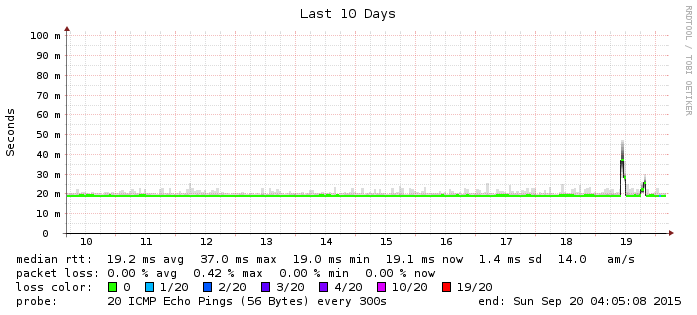 Last 10 Days
RRDTOOL / TOBI OETIKER
Seconds
100 m
90 m
80 m
70 m
60 m
50 m
40 m
30 m
20 m
10 m
0
10 11 12 13 14 15 16 17 18 19
median rtt: 19.2 ms avg 37.0 ms max 19.0 ms min 19.1 ms now 1.4 ms sd 14.0 am/s
packet loss: 0.00 % avg 0.42 % max 0.00 % min 0.00 % now
loss color: 0 1/20 2/20 3/20 4/20 10/20 19/20
probe: 20 ICMP Echo Pings (56 Bytes) every 300s end: Sun Sep 20 04:05:08 2015